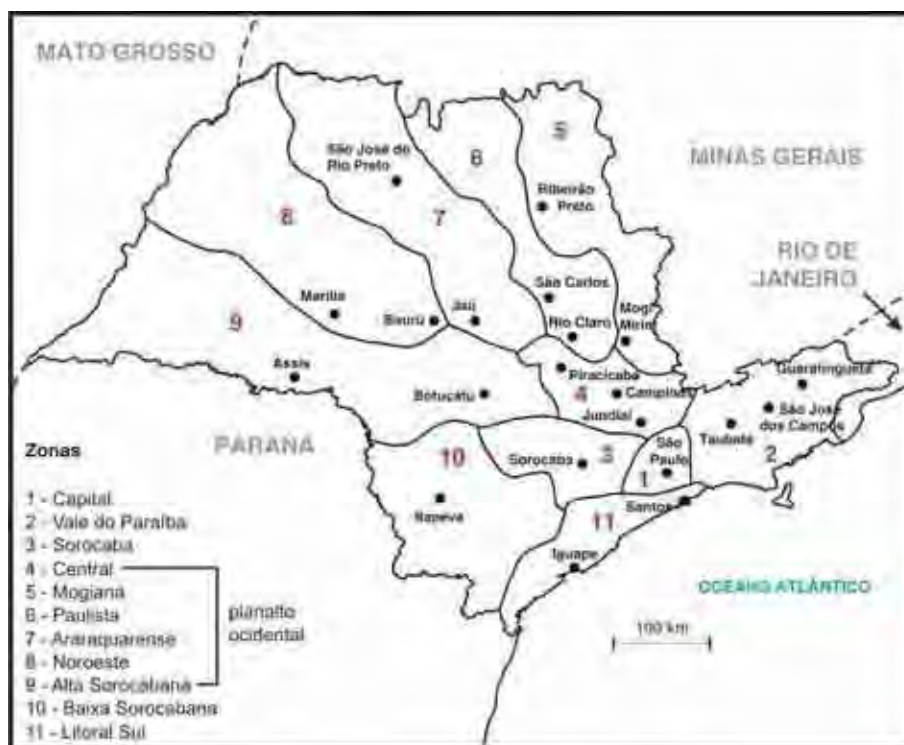 MATO GROSSO
MINAS GERAIS
RIO DE
JANEIRO
PARANÁ
OCEANO ATLÂNTICO
São José do
Rio Preto
8
7
6
5
Ribeirão
Preto
9
Marília
Bauru
Jaú
São Carlos
Rio Claro
Mogi
Mirim
Assis
Botucatu
Piracicaba
4
Campinas
Jundiaí
Guaratinguetá
São José
dos Campos
Taubaté
2
10
Sorocaba
3
São
Paulo
1
Itapeva
Santos
11
Iguape
100 km
Zonas
1 - Capital
2 - Vale do Paraíba
3 - Sorocaba
4 - Central
5 - Mogiana
6 - Paulista
7 - Araraquarense
8 - Noroeste
9 - Alta Sorocabana
10 - Baixa Sorocabana
11 - Litoral Sul
planalto
ocidental